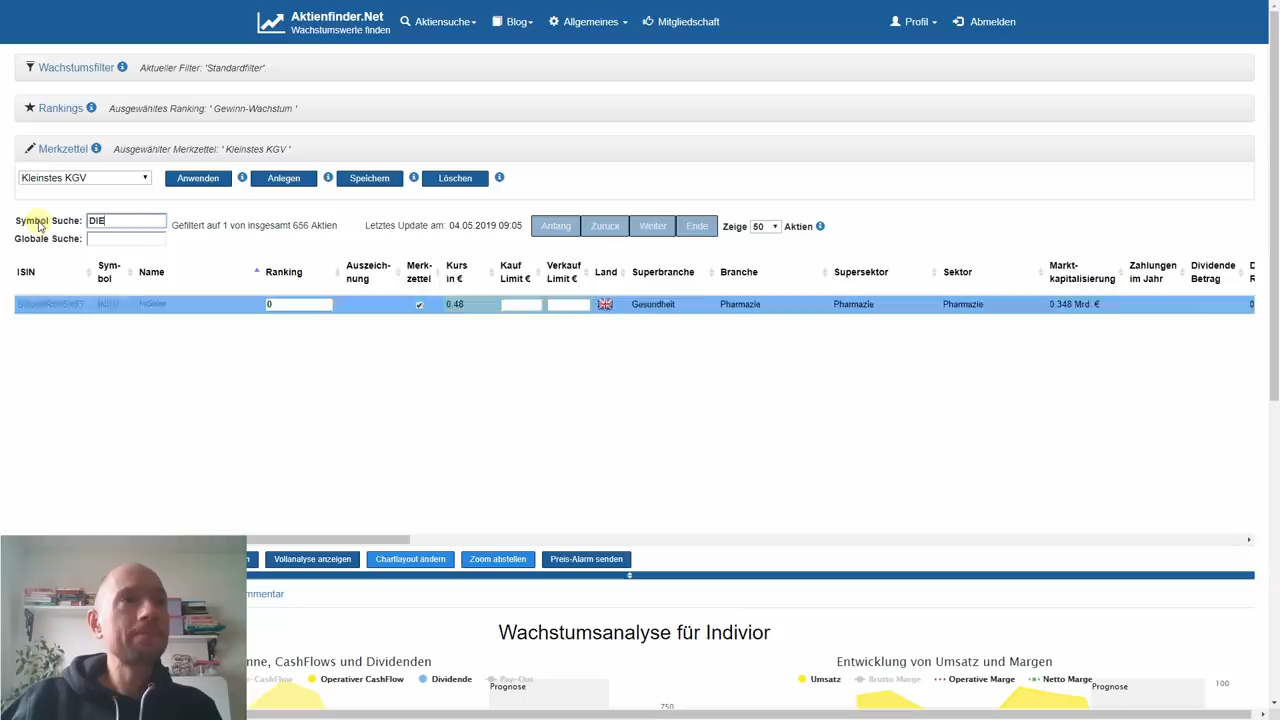 Aktienfinder.Net
Wachstumswerte finden
Aktiensuche
Blog
Allgemeines
Mitgliedschaft
Profil
Abmelden
Wachstumsfilter
Aktueller Filter: 'Standardfilter'.
Rankings
Ausgewähltes Ranking: ' Gewinn-Wachstum '
Merkzettel
Ausgewählter Merkzettel: ' Kleinstes KGV '
Kleinstes KGV
Anwenden
Anlegen
Speichern
Löschen
Symbol Suche:
DIE
Gefiltert auf 1 von insgesamt 656 Aktien
Letztes Update am: 04.05.2019 09:05
Anfang
Zurück
Weiter
Ende
Zeige 50 Aktien
Globale Suche:
ISIN
Sym-
bol
Name
Ranking
Auszeich-
nung
Merk-
zettel
Kurs
in €
Kauf
Limit €
Verkauf
Limit €
Land
Superbranche
Branche
Supersektor
Sektor
Markt-
kapitalisierung
Zahlungen
im Jahr
Dividende
Betrag
Indivior
0
0.48
Gesundheit
Pharmazie
Pharmazie
Pharmazie
0.348 Mrd. €
Vollanalyse anzeigen
Chartlayout ändern
Zoom abstellen
Preis-Alarm senden
mmentar
Wachstumsanalyse für Indivior
nne, CashFlows und Dividenden
CashFlow
Operativer CashFlow
Dividende
Pay-Out
Prognose
750
Entwicklung von Umsatz und Margen
Umsatz
Brutto Marge
Operative Marge
Netto Marge
Prognose
100